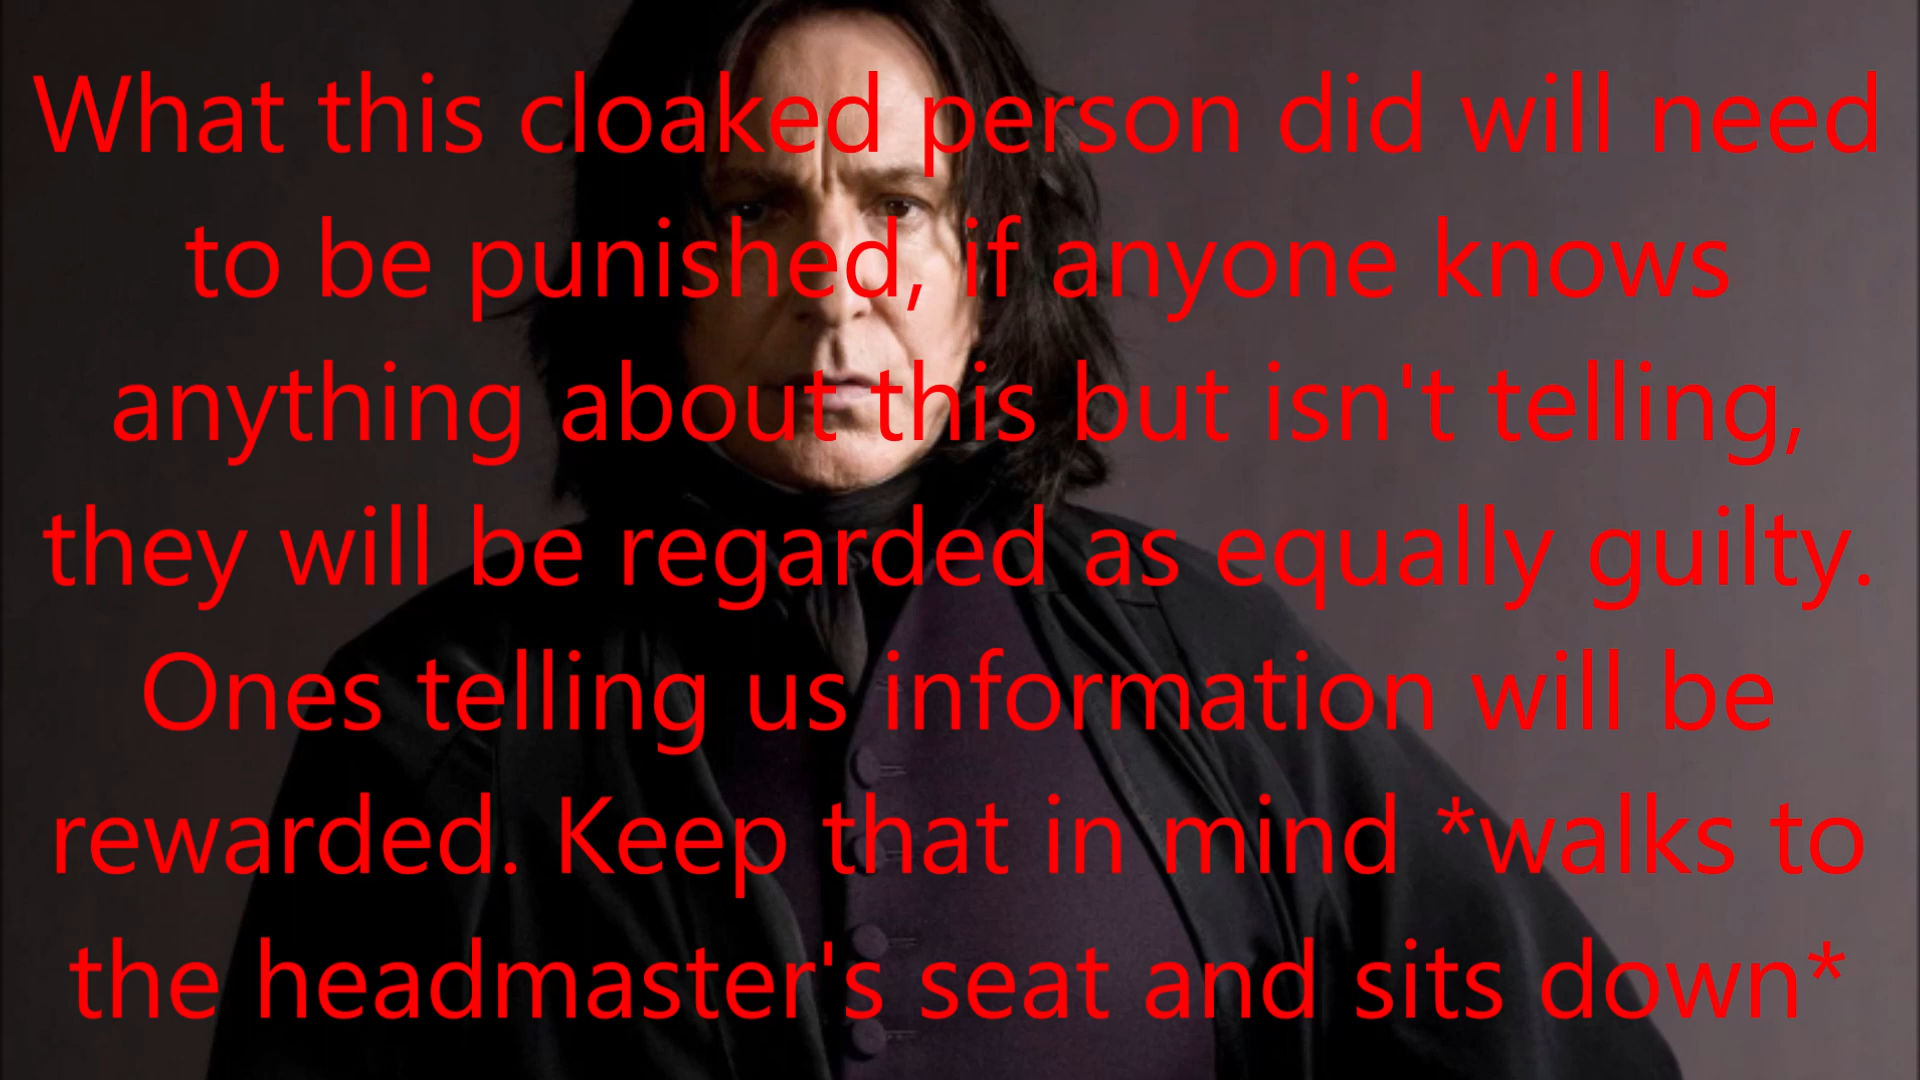 What this cloaked person did will need
to be punished, if anyone knows
anything about this but isn't telling,
they will be regarded as equally guilty.
Ones telling us information will be
rewarded. Keep that in mind *walks to
the headmaster's seat and sits down*